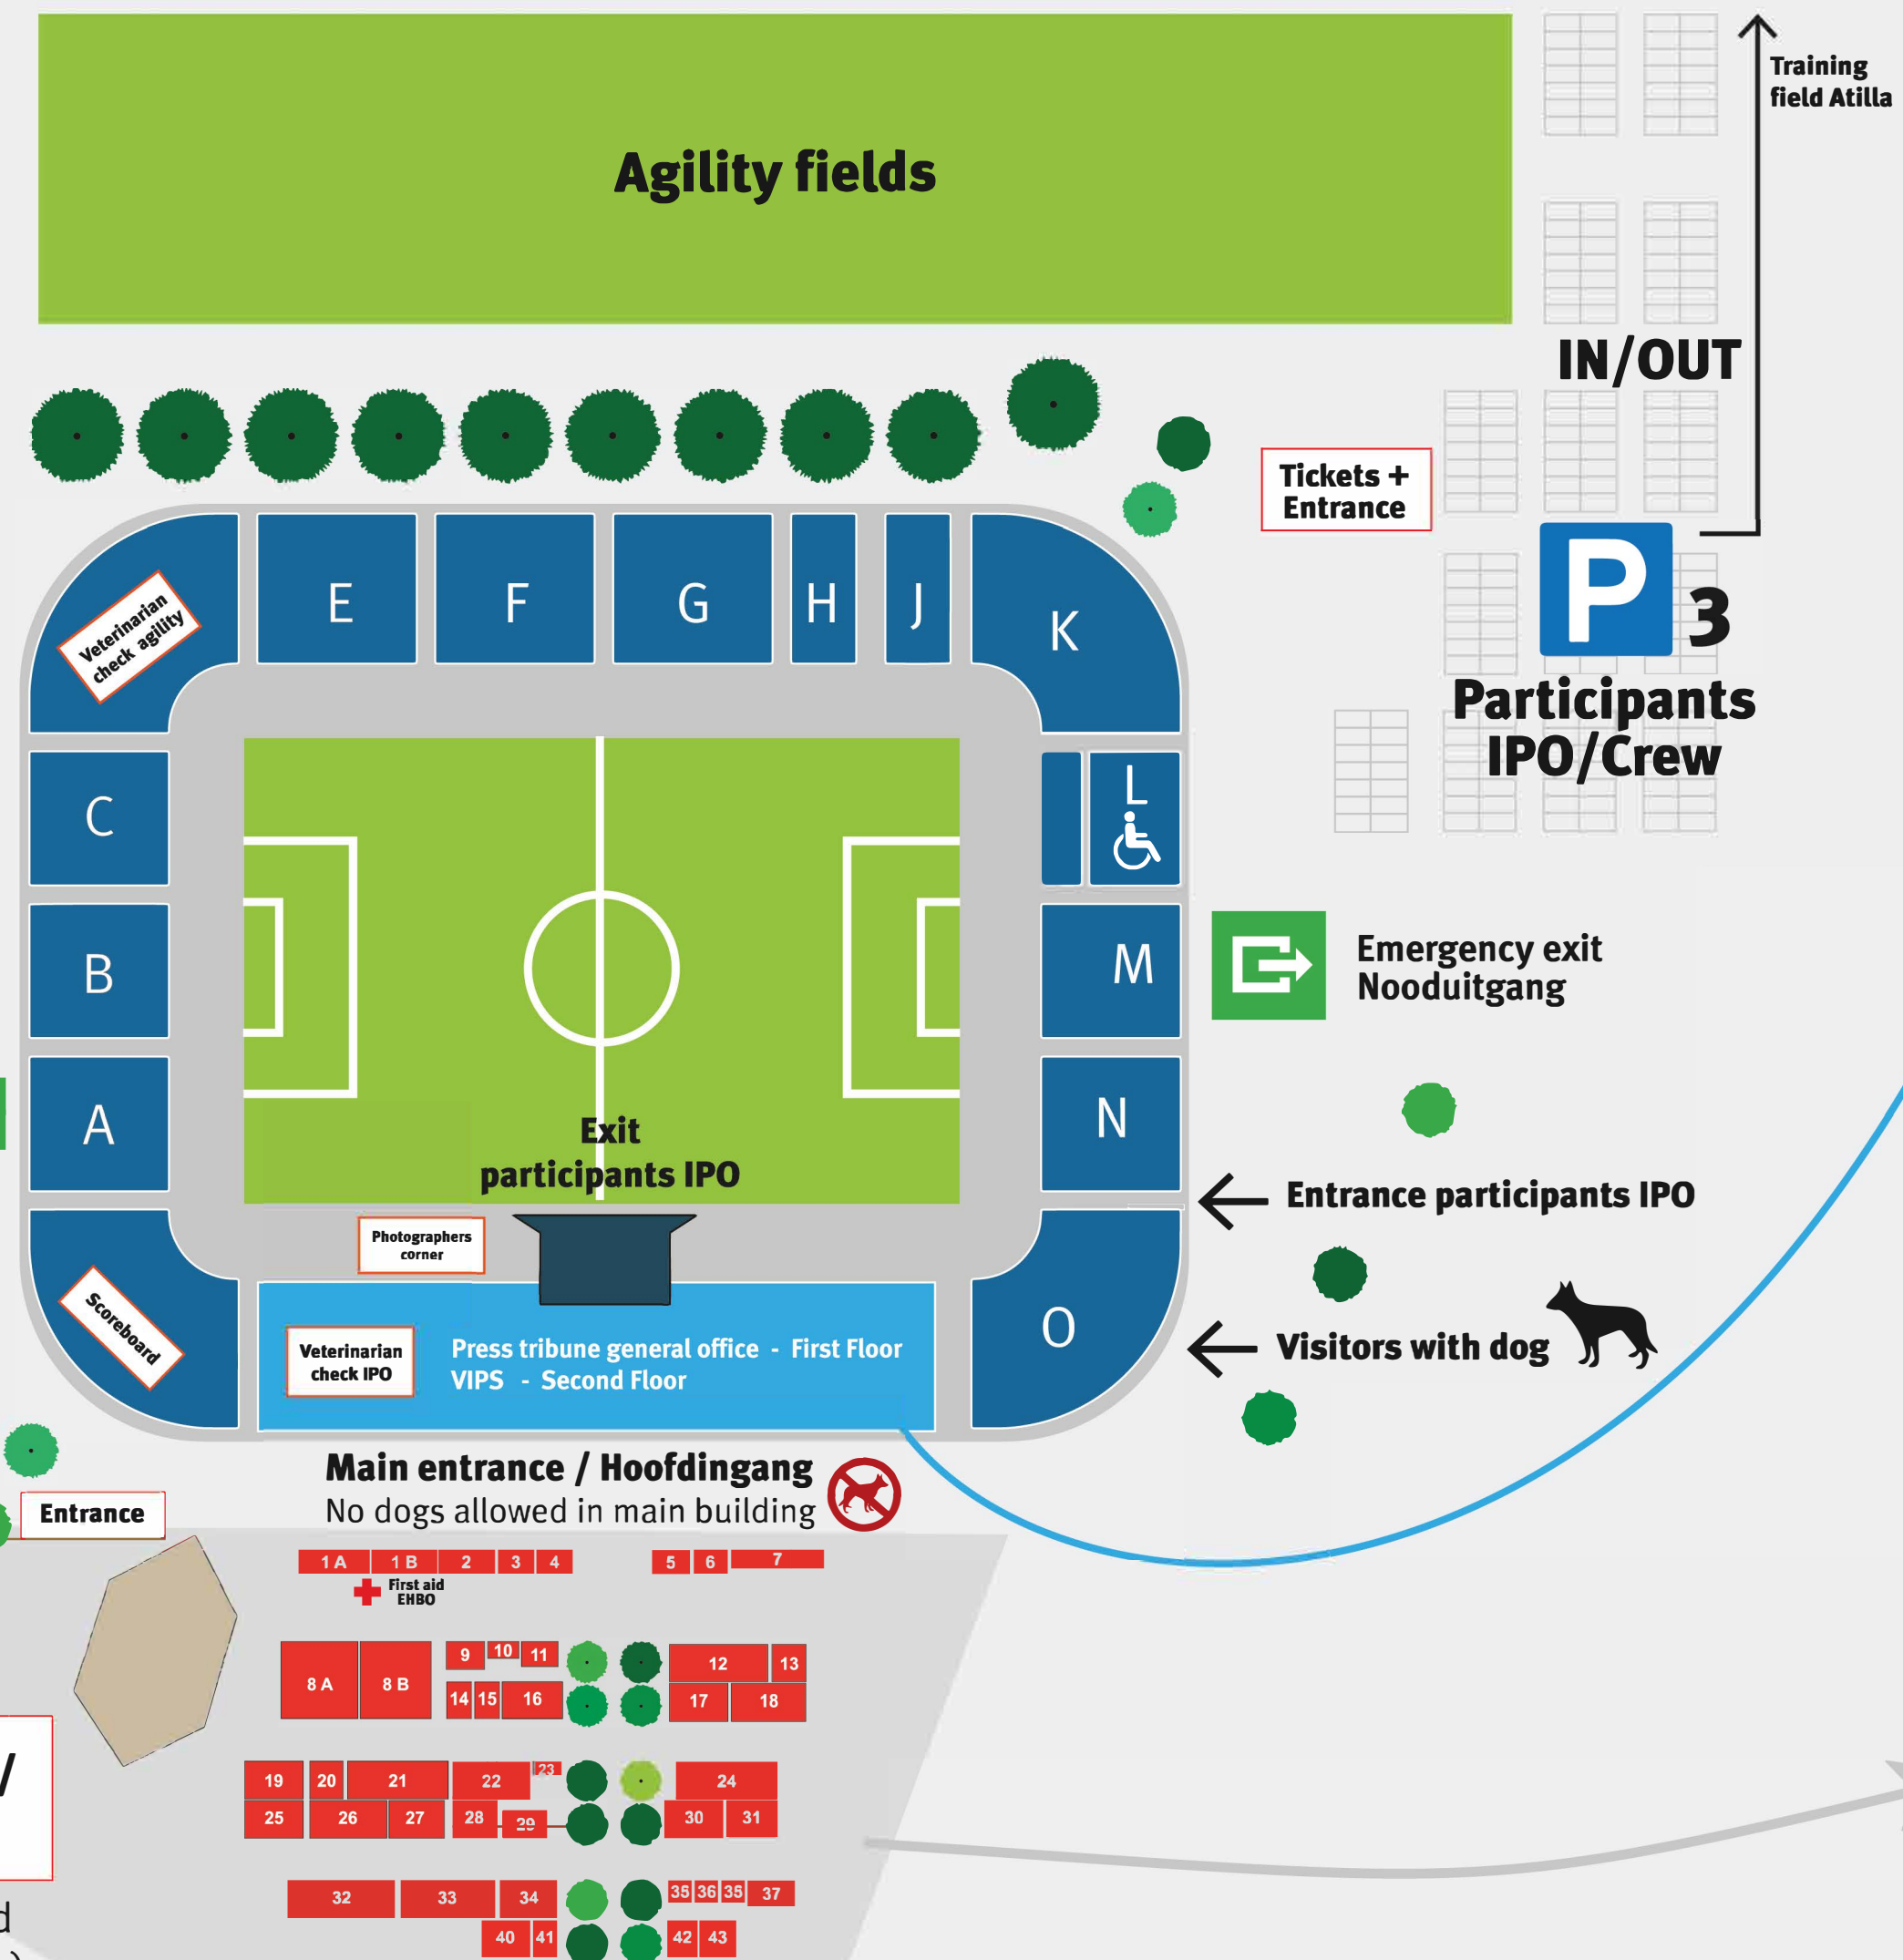 Agility fields
Training
field Atilla
IN/OUT
Tickets +
Entrance
P
3
Participants
IPO/Crew
Veterinarian
check agility
E
F
G
H
J
K
C
L
B
M
Emergency exit
Nooduitgang
A
N
Exit
participants IPO
Entrance participants IPO
Photographers
corner
Scoreboard
O
Visitors with dog
Veterinarian
check IPO
Press tribune general office - First Floor
VIPS - Second Floor
Main entrance / Hoofdingang
No dogs allowed in main building
Entrance
1 A
1 B
2
3
4
5
6
7
First aid
EHBO
8 A
8 B
9
10
11
12
13
14
15
16
17
18
19
20
21
22
23
24
25
26
27
28
29
30
31
32
33
34
35
36
35
37
40
41
42
43